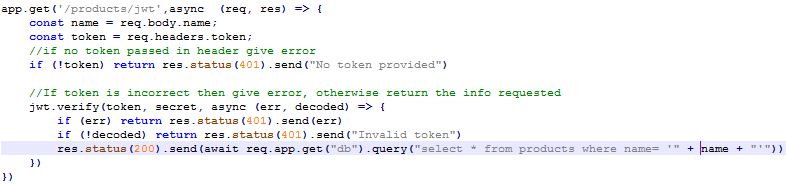 app.get('/products/jwt',async  (req, res) => {
    const name = req.body.name;
    const token = req.headers.token;
    //if no token passed in header give error
    if (!token) return res.status(401).send("No token provided")

    //If token is incorrect then give error, otherwise return the info requested
    jwt.verify(token, secret, async (err, decoded) => {
        if (err) return res.status(401).send(err)
        if (!decoded) return res.status(401).send("Invalid token")
        res.status(200).send(await req.app.get("db").query("select * from products where name= '" + name + "'"))
    })
})